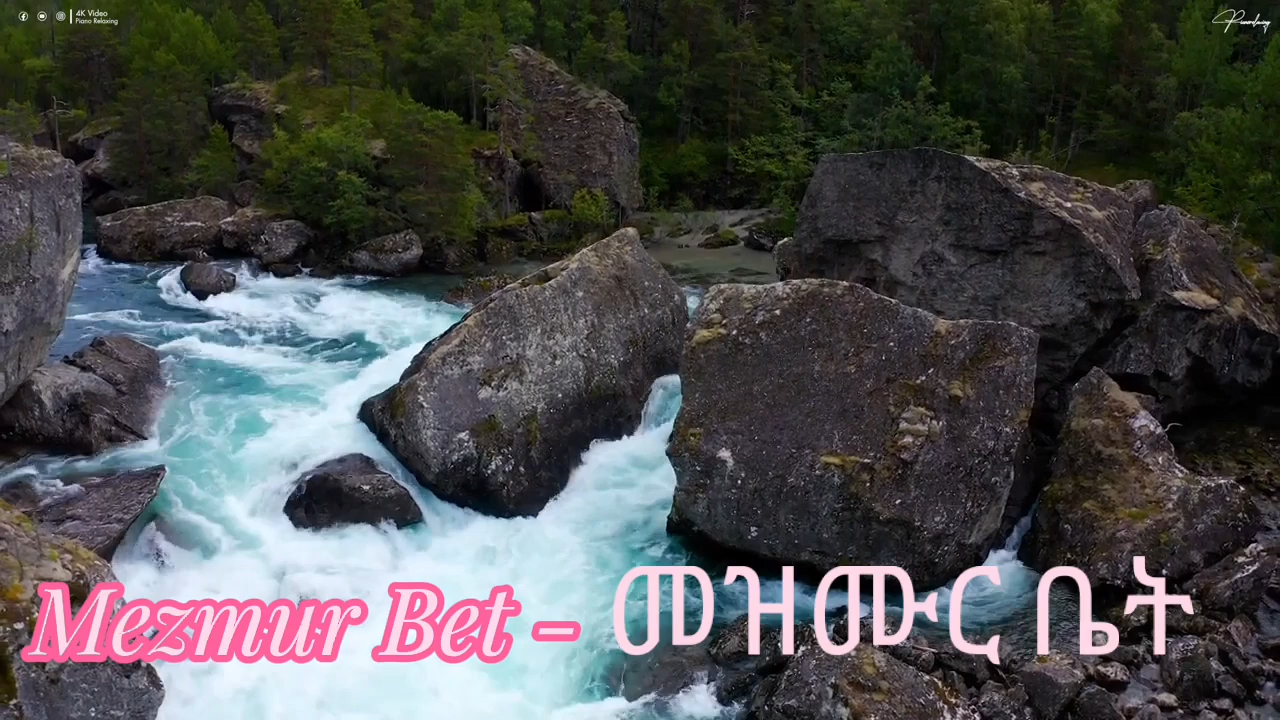 4K Video
Piano Relaxing
Mezmur Bet - መዝሙር ቤት